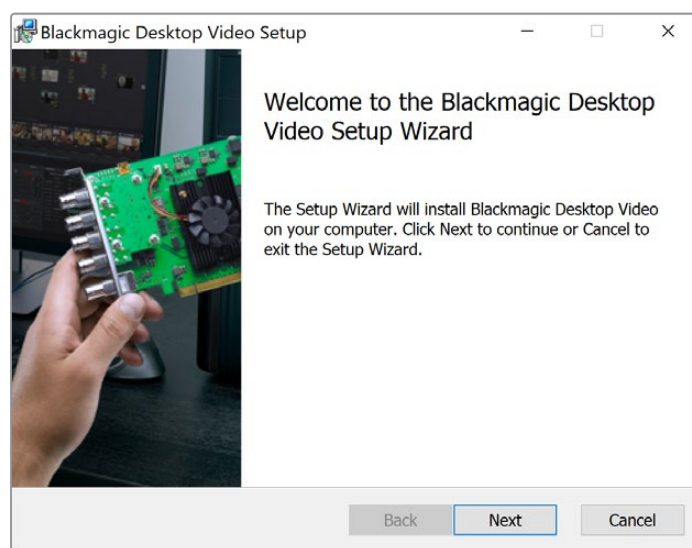 Blackmagic Desktop Video Setup
Welcome to the Blackmagic Desktop
Video Setup Wizard
The Setup Wizard will install Blackmagic Desktop Video
on your computer. Click Next to continue or Cancel to
exit the Setup Wizard.
Back
Next
Cancel